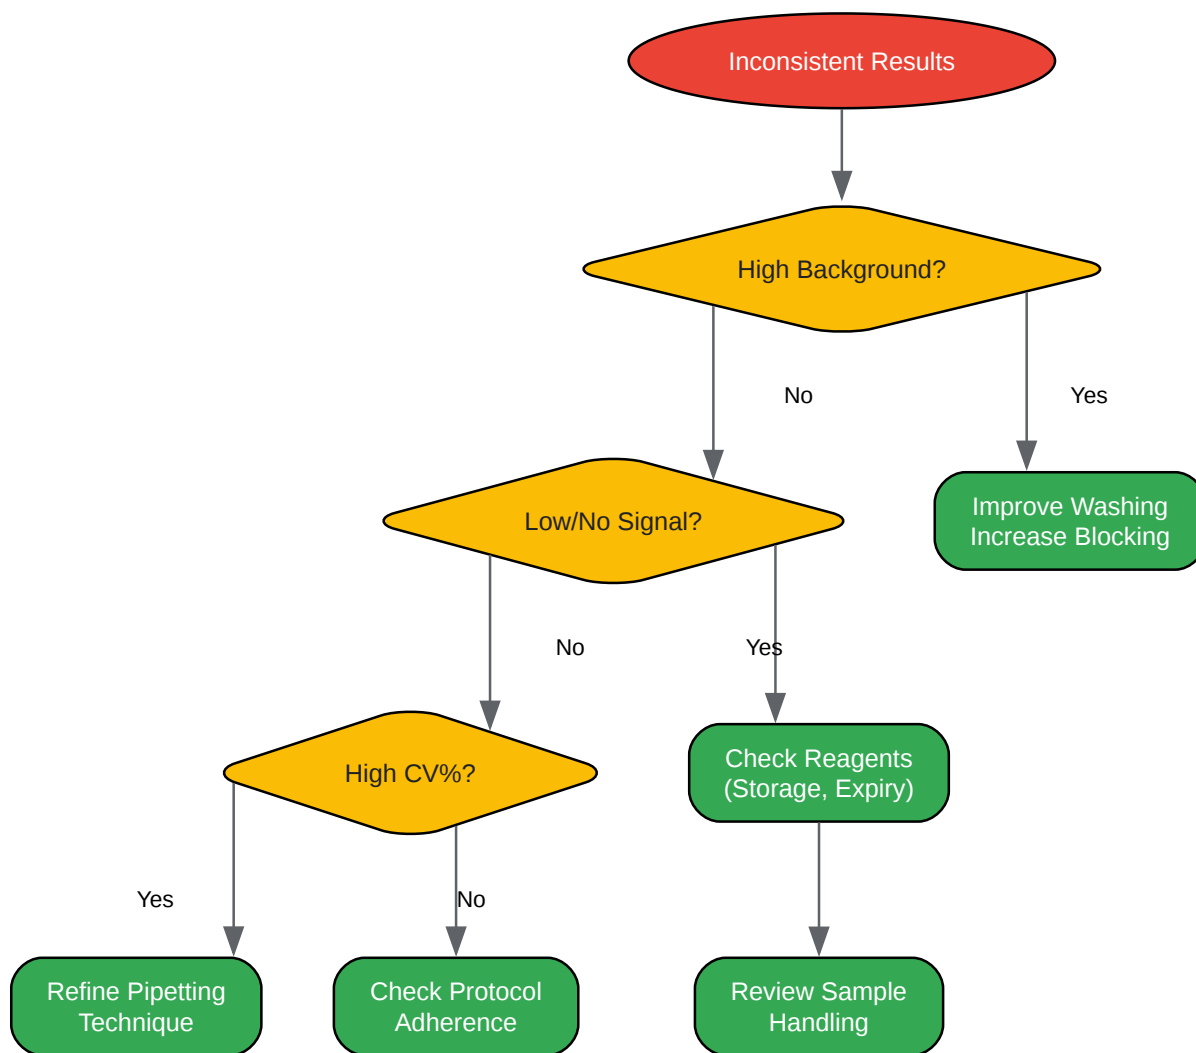 Inconsistent Results
High Background?
No
Yes
Improve Washing
Increase Blocking
Low/No Signal?
No
Yes
High CV%?
Check Reagents
(Storage, Expiry)
Yes
No
Refine Pipetting
Technique
Check Protocol
Adherence
Review Sample
Handling